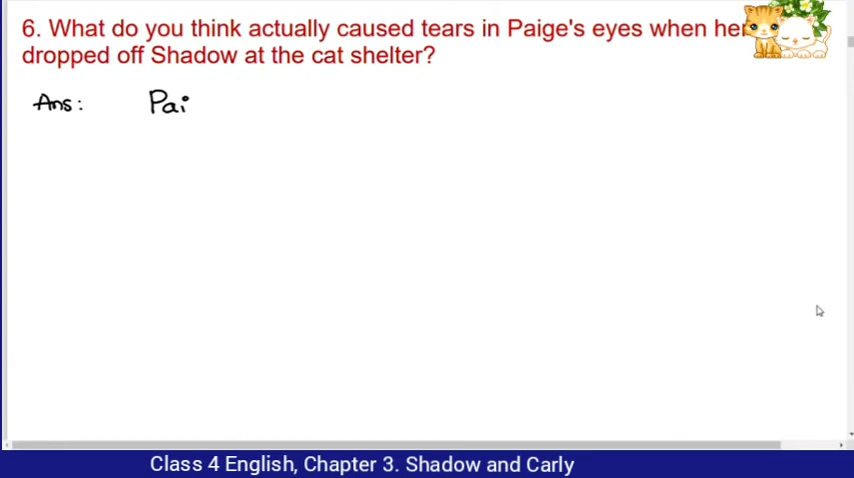 6. What do you think actually caused tears in Paige's eyes when her
dropped off Shadow at the cat shelter?
Ans: Pai
Class 4 English, Chapter 3. Shadow and Carly